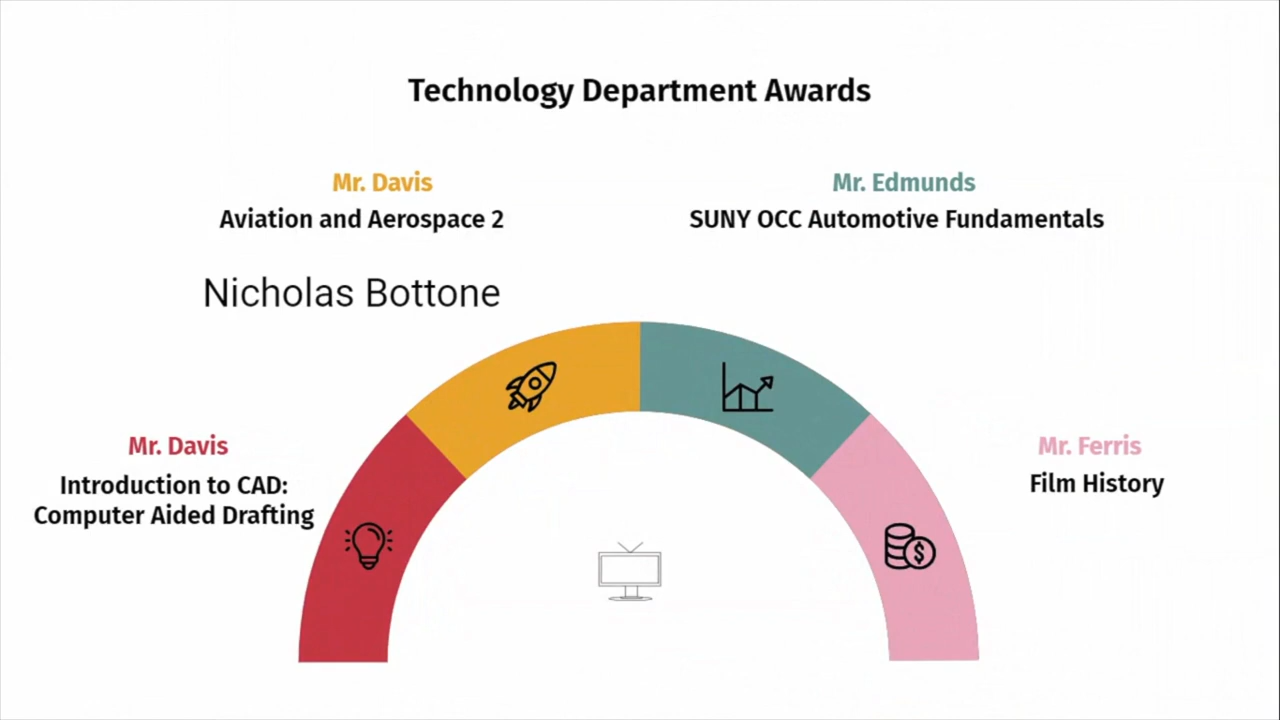 Technology Department Awards
Mr. Davis
Aviation and Aerospace 2
Nicholas Bottone
Mr. Edmunds
SUNY OCC Automotive Fundamentals
Mr. Davis
Introduction to CAD:
Computer Aided Drafting
Mr. Ferris
Film History
$